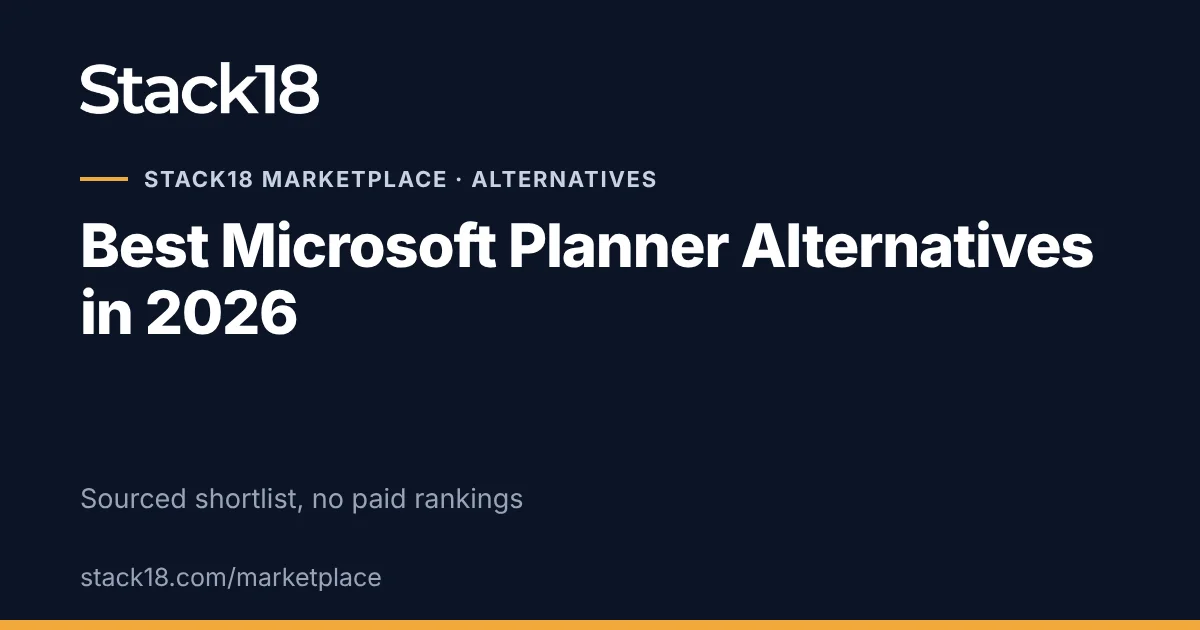 Stack18
STACK18 MARKETPLACE · ALTERNATIVES
Best Microsoft Planner Alternatives
in 2026
Sourced shortlist, no paid rankings
stack18.com/marketplace